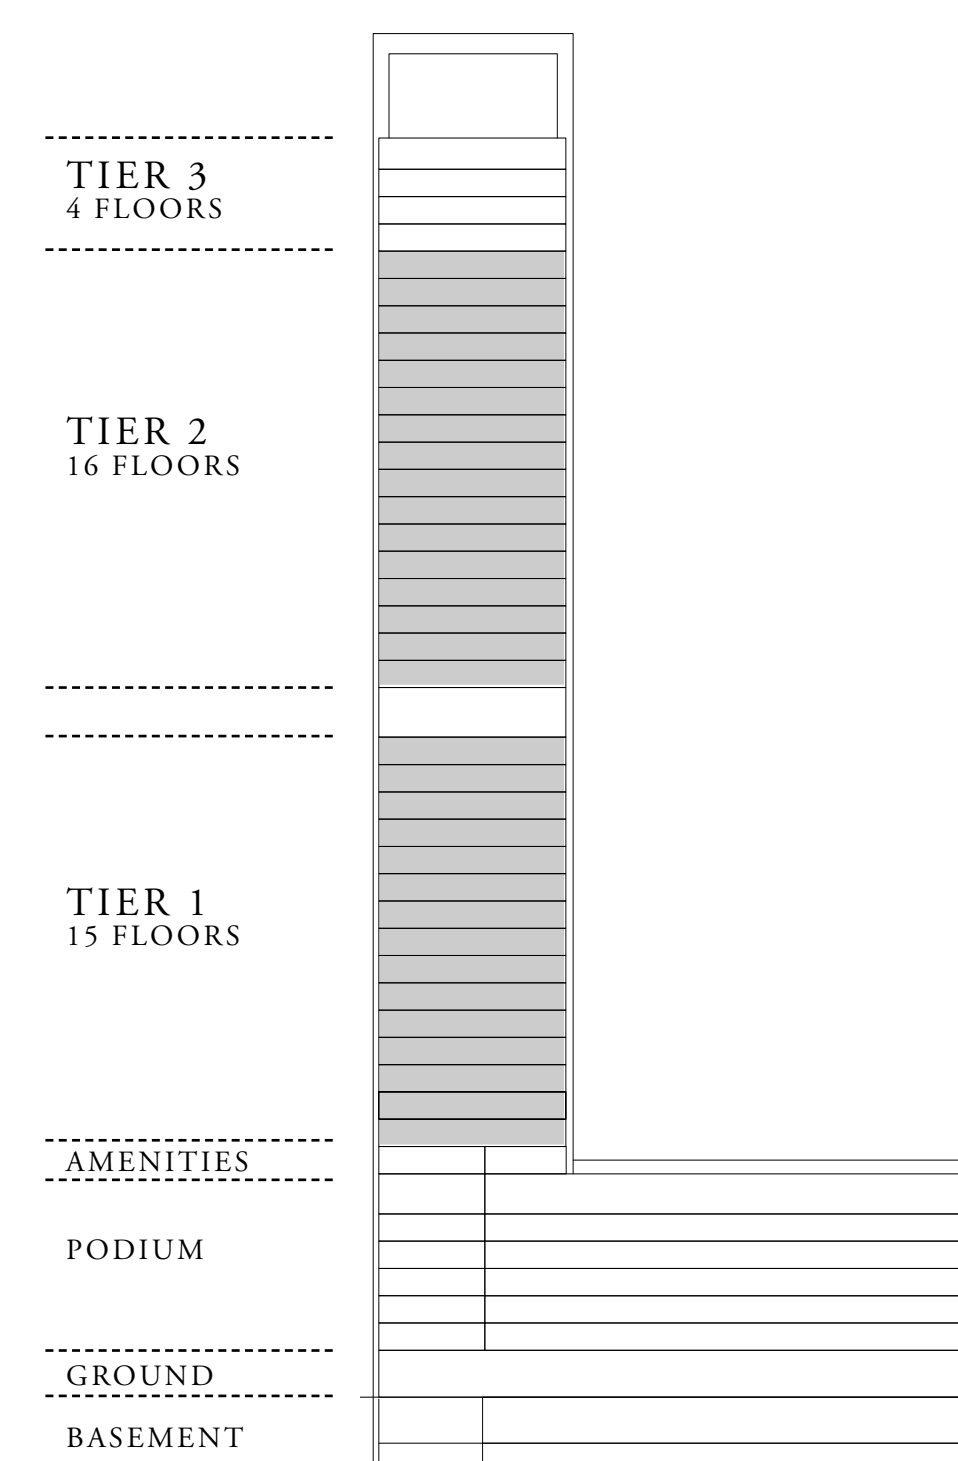 TIER 3
4 FLOORS
TIER 2
16 FLOORS
TIER 1
15 FLOORS
AMENITIES
PODIUM
GROUND
BASEMENT